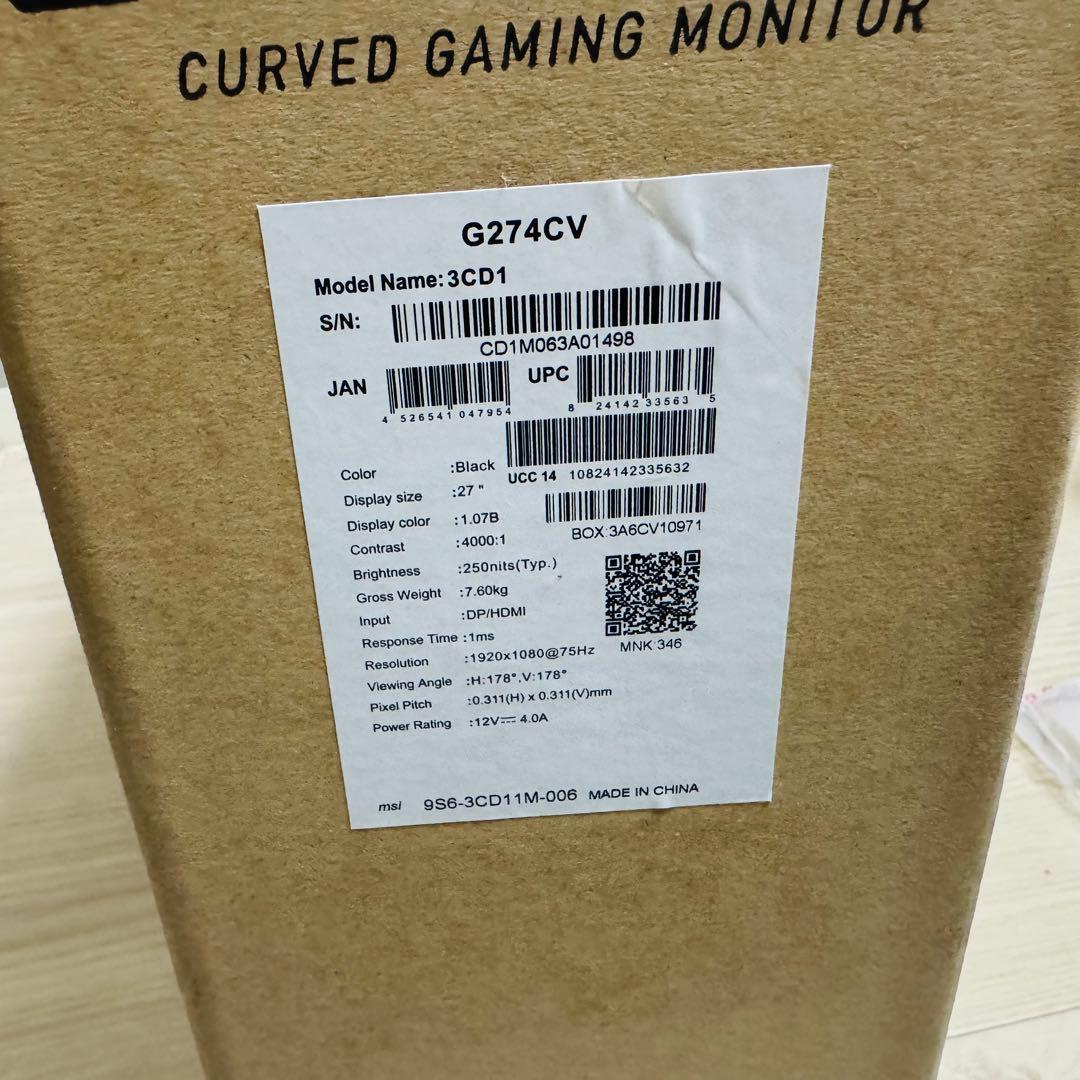 CURVED GAMING MONITOR
G274CV
Model Name: 3CD1
S/N:
CD1M063A01498
JAN
4 526541 047954
UPC
8 24142 33563 5
UCC 14 10824142335632
BOX:3A6CV10971
MNK:346
Color :Black
Display size :27 "
Display color :1.07B
Contrast :4000:1
Brightness :250nits(Typ.)
Gross Weight :7.60kg
Input :DP/HDMI
Response Time :1ms
Resolution :1920x1080@75Hz
Viewing Angle :H:178°,V:178°
Pixel Pitch :0.311(H) x 0.311(V)mm
Power Rating :12V⎓ 4.0A
msi 9S6-3CD11M-006 MADE IN CHINA